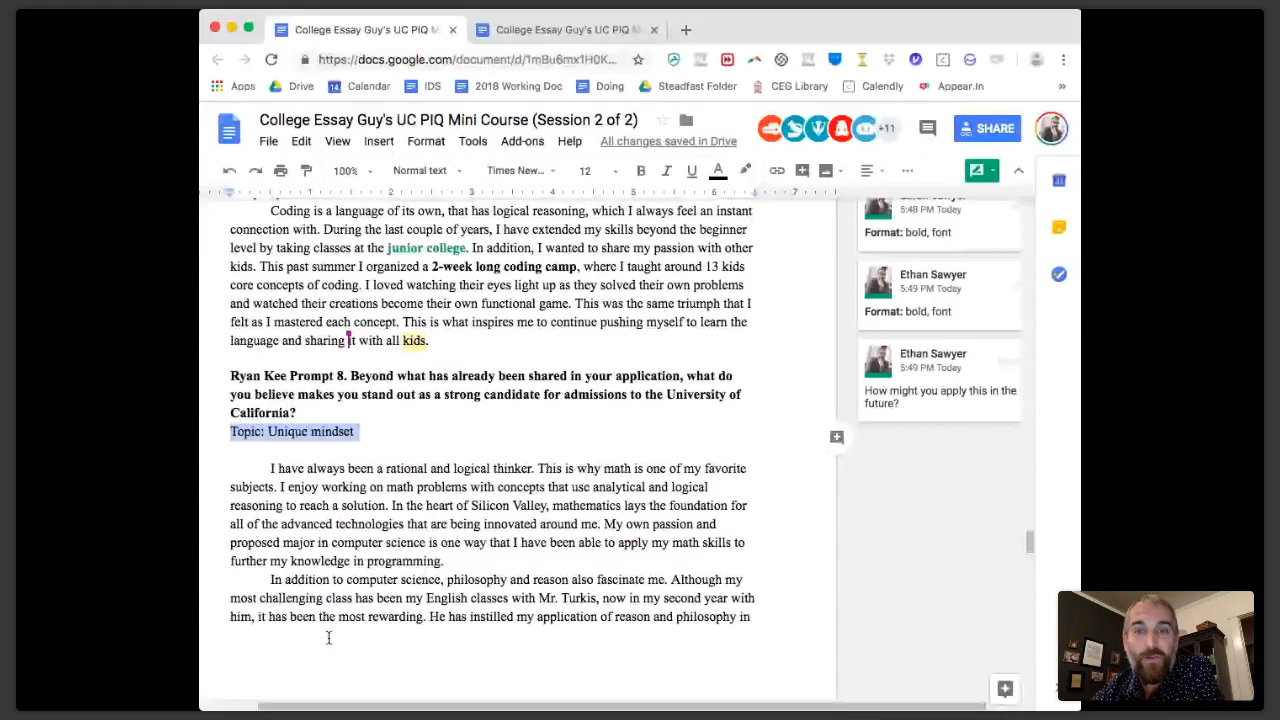 College Essay Guy's UC PIQ M
College Essay Guy's UC PIQ M
https://docs.google.com/document/d/1mBu6mx1H0K...
Apps
Drive
Calendar
IDS
2018 Working Doc
Doing
Steadfast Folder
CEG Library
Calendly
Appear.In
»
College Essay Guy's UC PIQ Mini Course (Session 2 of 2)
+11
SHARE
File Edit View Insert Format Tools Add-ons Help All changes saved in Drive
100% Normal text Times New... 12 B I U A
1 2 3 4 5 6 7
Coding is a language of its own, that has logical reasoning, which I always feel an instant
connection with. During the last couple of years, I have extended my skills beyond the beginner
level by taking classes at the junior college. In addition, I wanted to share my passion with other
kids. This past summer I organized a 2-week long coding camp, where I taught around 13 kids
core concepts of coding. I loved watching their eyes light up as they solved their own problems
and watched their creations become their own functional game. This was the same triumph that I
felt as I mastered each concept. This is what inspires me to continue pushing myself to learn the
language and sharing it with all kids.
Ryan Kee Prompt 8. Beyond what has already been shared in your application, what do
you believe makes you stand out as a strong candidate for admissions to the University of
California?
Topic: Unique mindset
I have always been a rational and logical thinker. This is why math is one of my favorite
subjects. I enjoy working on math problems with concepts that use analytical and logical
reasoning to reach a solution. In the heart of Silicon Valley, mathematics lays the foundation for
all of the advanced technologies that are being innovated around me. My own passion and
proposed major in computer science is one way that I have been able to apply my math skills to
further my knowledge in programming.
In addition to computer science, philosophy and reason also fascinate me. Although my
most challenging class has been my English classes with Mr. Turkis, now in my second year with
him, it has been the most rewarding. He has instilled my application of reason and philosophy in
5:48 PM Today
Format: bold, font
Ethan Sawyer
5:49 PM Today
Format: bold, font
Ethan Sawyer
5:49 PM Today
How might you apply this in the
future?